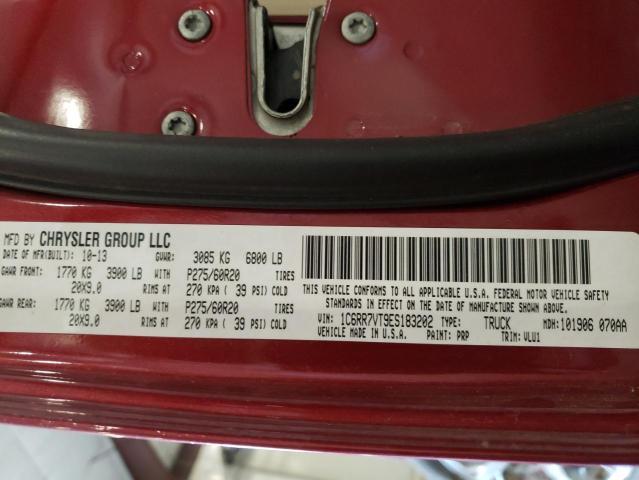 MFD BY CHRYSLER GROUP LLC
DATE OF MFR(BUILT): 10-13 GVWR: 3085 KG 6800 LB
GAWR FRONT: 1770 KG 3900 LB WITH P275/60R20 TIRES
20X9.0 RIMS AT 270 KPA ( 39 PSI) COLD
GAWR REAR: 1770 KG 3900 LB WITH P275/60R20 TIRES
20X9.0 RIMS AT 270 KPA ( 39 PSI) COLD
THIS VEHICLE CONFORMS TO ALL APPLICABLE U.S.A. FEDERAL MOTOR VEHICLE SAFETY
STANDARDS IN EFFECT ON THE DATE OF MANUFACTURE SHOWN ABOVE.
VIN: 1C6RR7VT9ES183202 TYPE: TRUCK MDH: 101906 070AA
VEHICLE MADE IN U.S.A. PAINT: PRP TRIM: VLU1